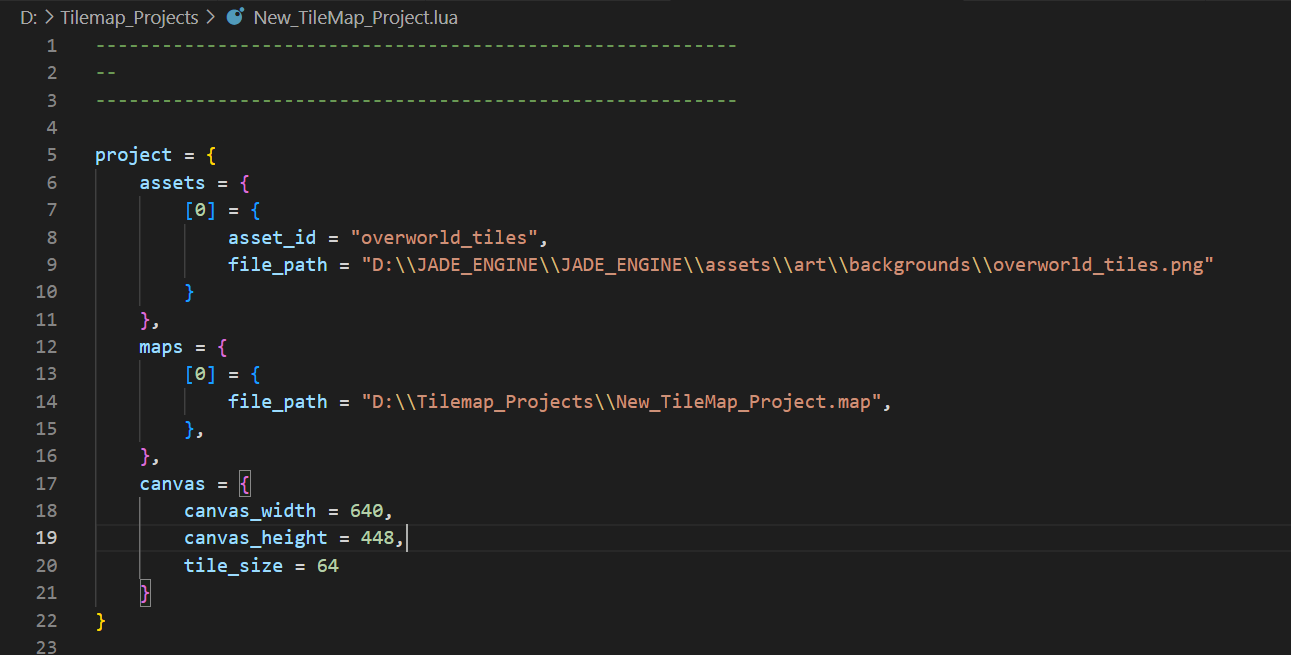 D: > Tilemap_Projects > New_TileMap_Project.lua
1 ----------------------------------------------------------
2 --
3 ----------------------------------------------------------
4
5 project = {
6     assets = {
7         [0] = {
8             asset_id = "overworld_tiles",
9             file_path = "D:\\JADE_ENGINE\\JADE_ENGINE\\assets\\art\\backgrounds\\overworld_tiles.png"
10         }
11     },
12     maps = {
13         [0] = {
14             file_path = "D:\\Tilemap_Projects\\New_TileMap_Project.map",
15         },
16     },
17     canvas = {
18         canvas_width = 640,
19         canvas_height = 448,
20         tile_size = 64
21     }
22 }
23